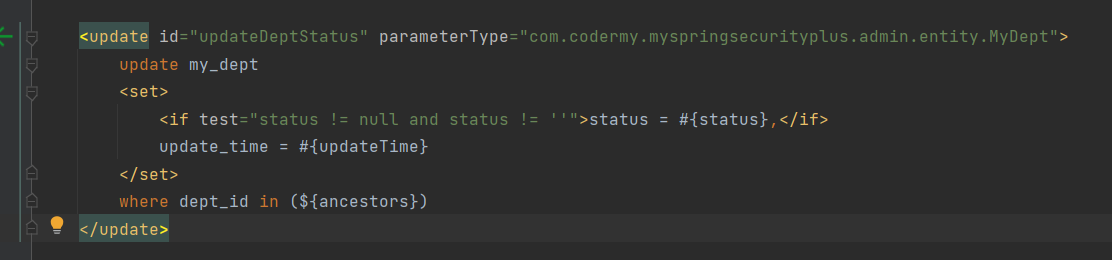 <update id="updateDeptStatus" parameterType="com.codermy.myspringsecurityplus.admin.entity.MyDept">
update my_dept
<set>
<if test="status != null and status != ''">status = #{status},</if>
update_time = #{updateTime}
</set>
where dept_id in (${ancestors})
</update>